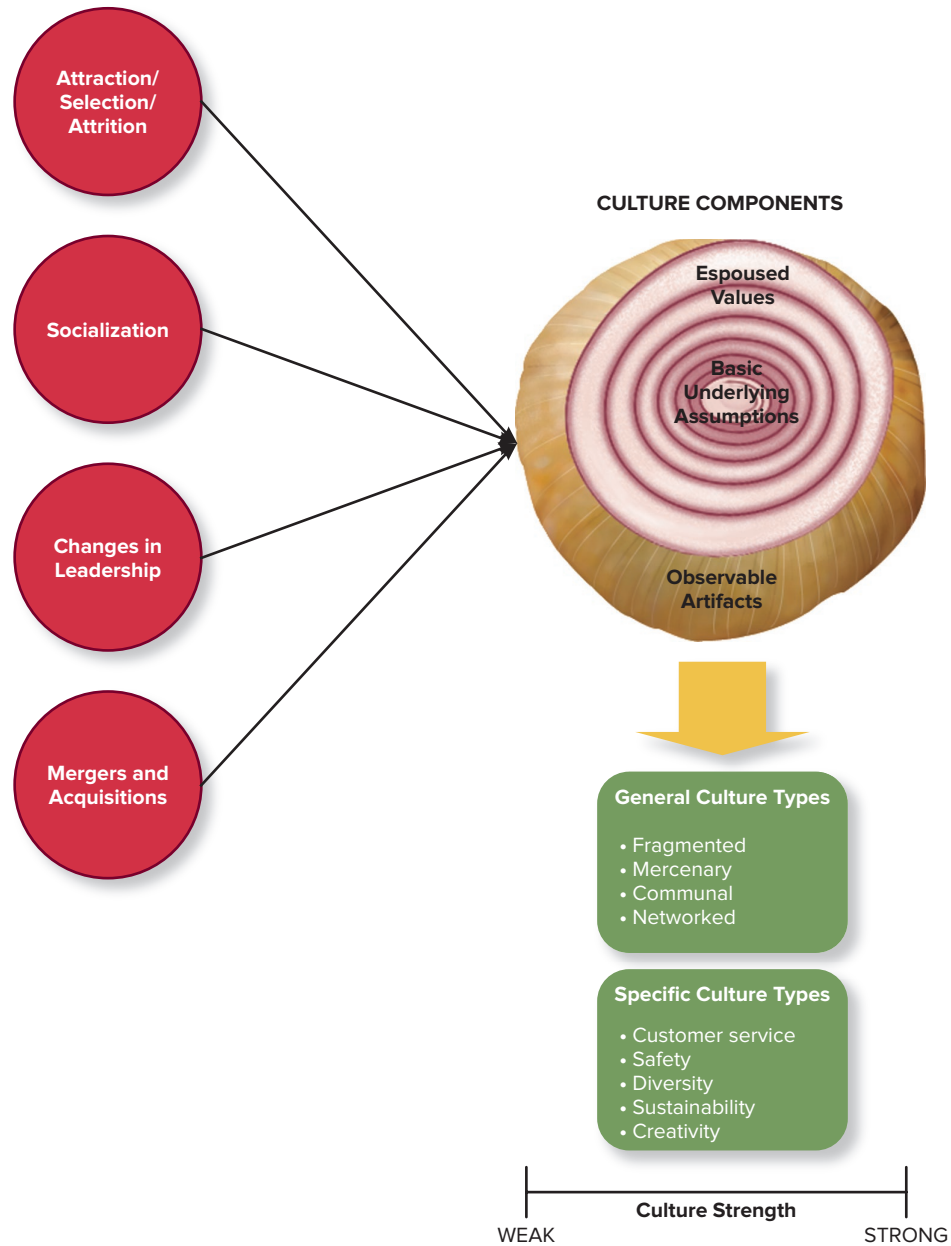 Attraction/
Selection/
Attrition
Socialization
Changes in
Leadership
Mergers and
Acquisitions
CULTURE COMPONENTS
Espoused
Values
Basic
Underlying
Assumptions
Observable
Artifacts
General Culture Types
• Fragmented
• Mercenary
• Communal
• Networked
Specific Culture Types
• Customer service
• Safety
• Diversity
• Sustainability
• Creativity
Culture Strength
WEAK
STRONG